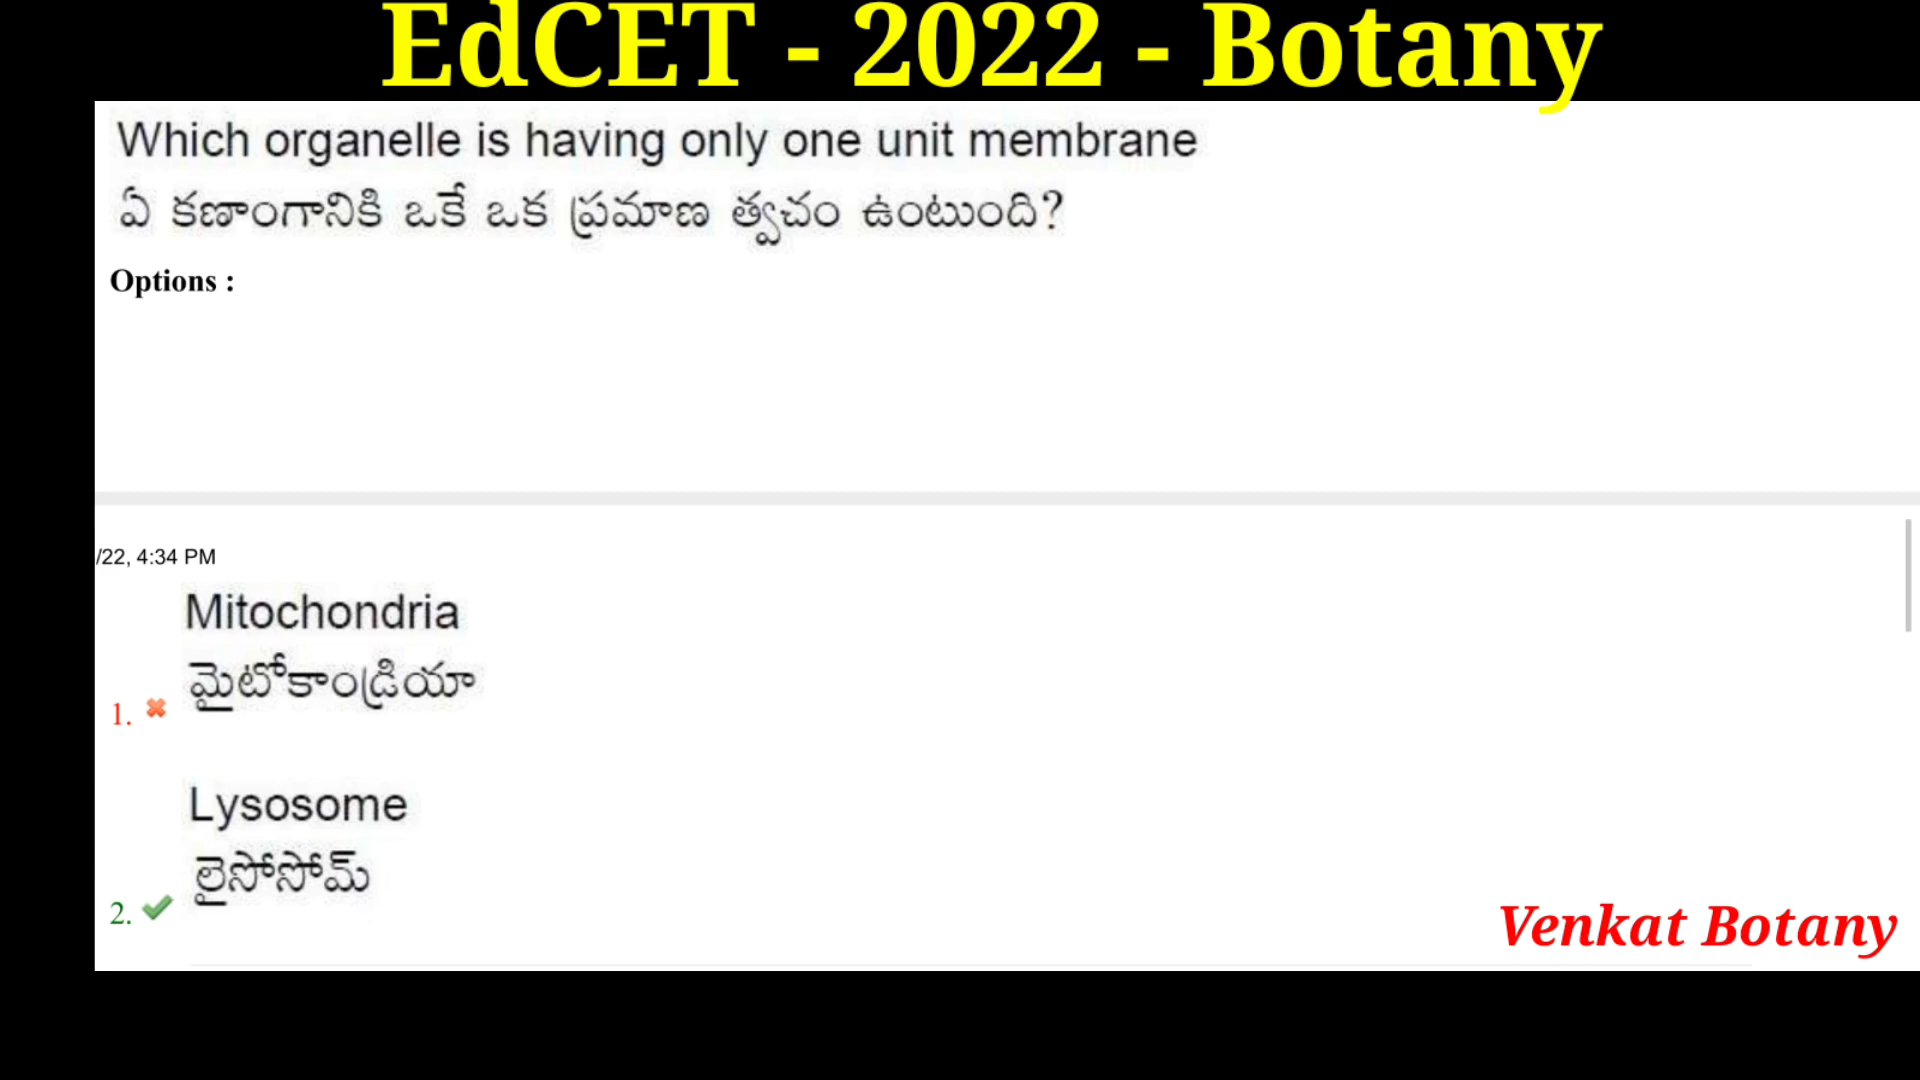 EdCET - 2022 - Botany
Which organelle is having only one unit membrane
ఏ కణాంగానికి ఒకే ఒక ప్రమాణ త్వచం ఉంటుంది?
Options :
/22, 4:34 PM
Mitochondria
మైటోకాండ్రియా
1.
Lysosome
లైసోసోమ్
2.
Venkat Botany